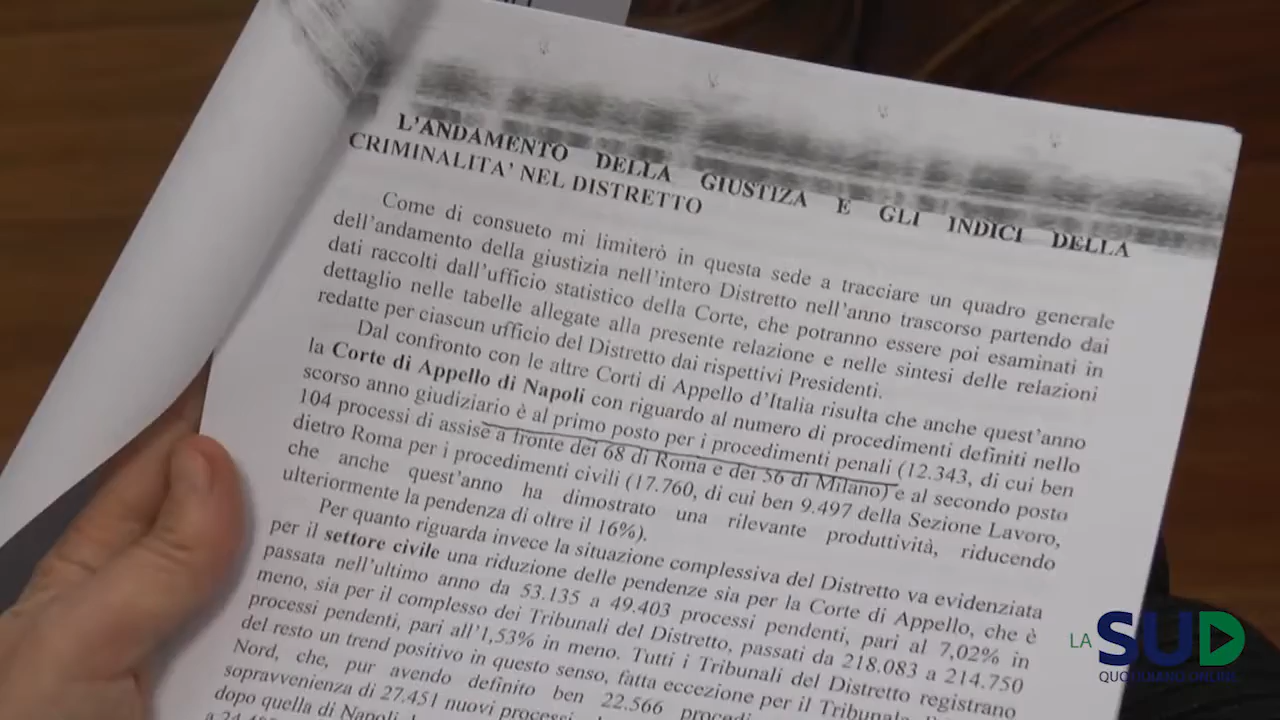 L'ANDAMENTO DELLA GIUSTIZA E GLI INDICI DELLA
CRIMINALITA' NEL DISTRETTO
Come di consueto mi limiterò in questa sede a tracciare un quadro generale
dell'andamento della giustizia nell'intero Distretto nell'anno trascorso partendo dai
dati raccolti dall'ufficio statistico della Corte, che potranno essere poi esaminati in
dettaglio nelle tabelle allegate alla presente relazione e nelle sintesi delle relazioni
redatte per ciascun ufficio del Distretto dai rispettivi Presidenti.
Dal confronto con le altre Corti di Appello d'Italia risulta che anche quest'anno
la Corte di Appello di Napoli con riguardo al numero di procedimenti definiti nello
scorso anno giudiziario è al primo posto per i procedimenti penali (12.343, di cui ben
104 processi di assise a fronte dei 68 di Roma e dei 56 di Milano) e al secondo posto
dietro Roma per i procedimenti civili (17.760, di cui ben 9.497 della Sezione Lavoro,
che anche quest'anno ha dimostrato una rilevante produttività, riducendo
ulteriormente la pendenza di oltre il 16%).
Per quanto riguarda invece la situazione complessiva del Distretto va evidenziata
per il settore civile una riduzione delle pendenze sia per la Corte di Appello, che è
passata nell'ultimo anno da 53.135 a 49.403 processi pendenti, pari al 7,02% in
meno, sia per il complesso dei Tribunali del Distretto, passati da 218.083 a 214.750
processi pendenti, pari all'1,53% in meno. Tutti i Tribunali del Distretto registrano
del resto un trend positivo in questo senso, fatta eccezione per il Tribunale
Nord, che, pur avendo definito ben 22.566
sopravvenienza di 27.451 nuovi processi
dopo quella di Napoli
LA SUD
QUOTIDIANO ONLINE